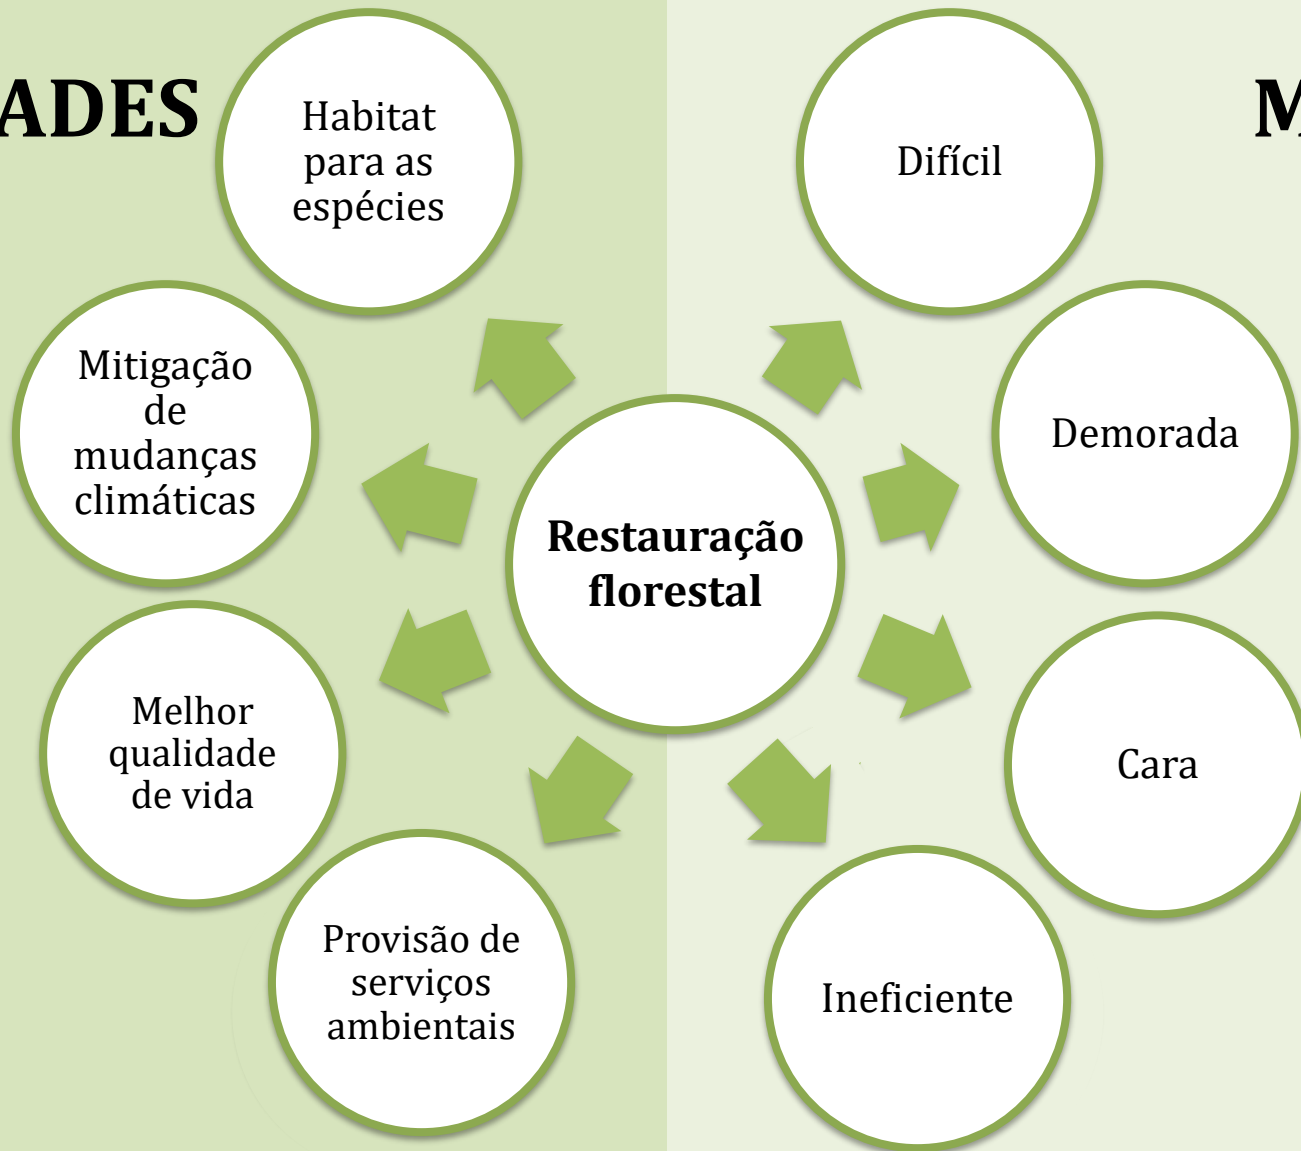 ADES
M
Habitat
para as
espécies
Mitigação
de
mudanças
climáticas
Melhor
qualidade
de vida
Provisão de
serviços
ambientais
Restauração
florestal
Difícil
Demorada
Cara
Ineficiente